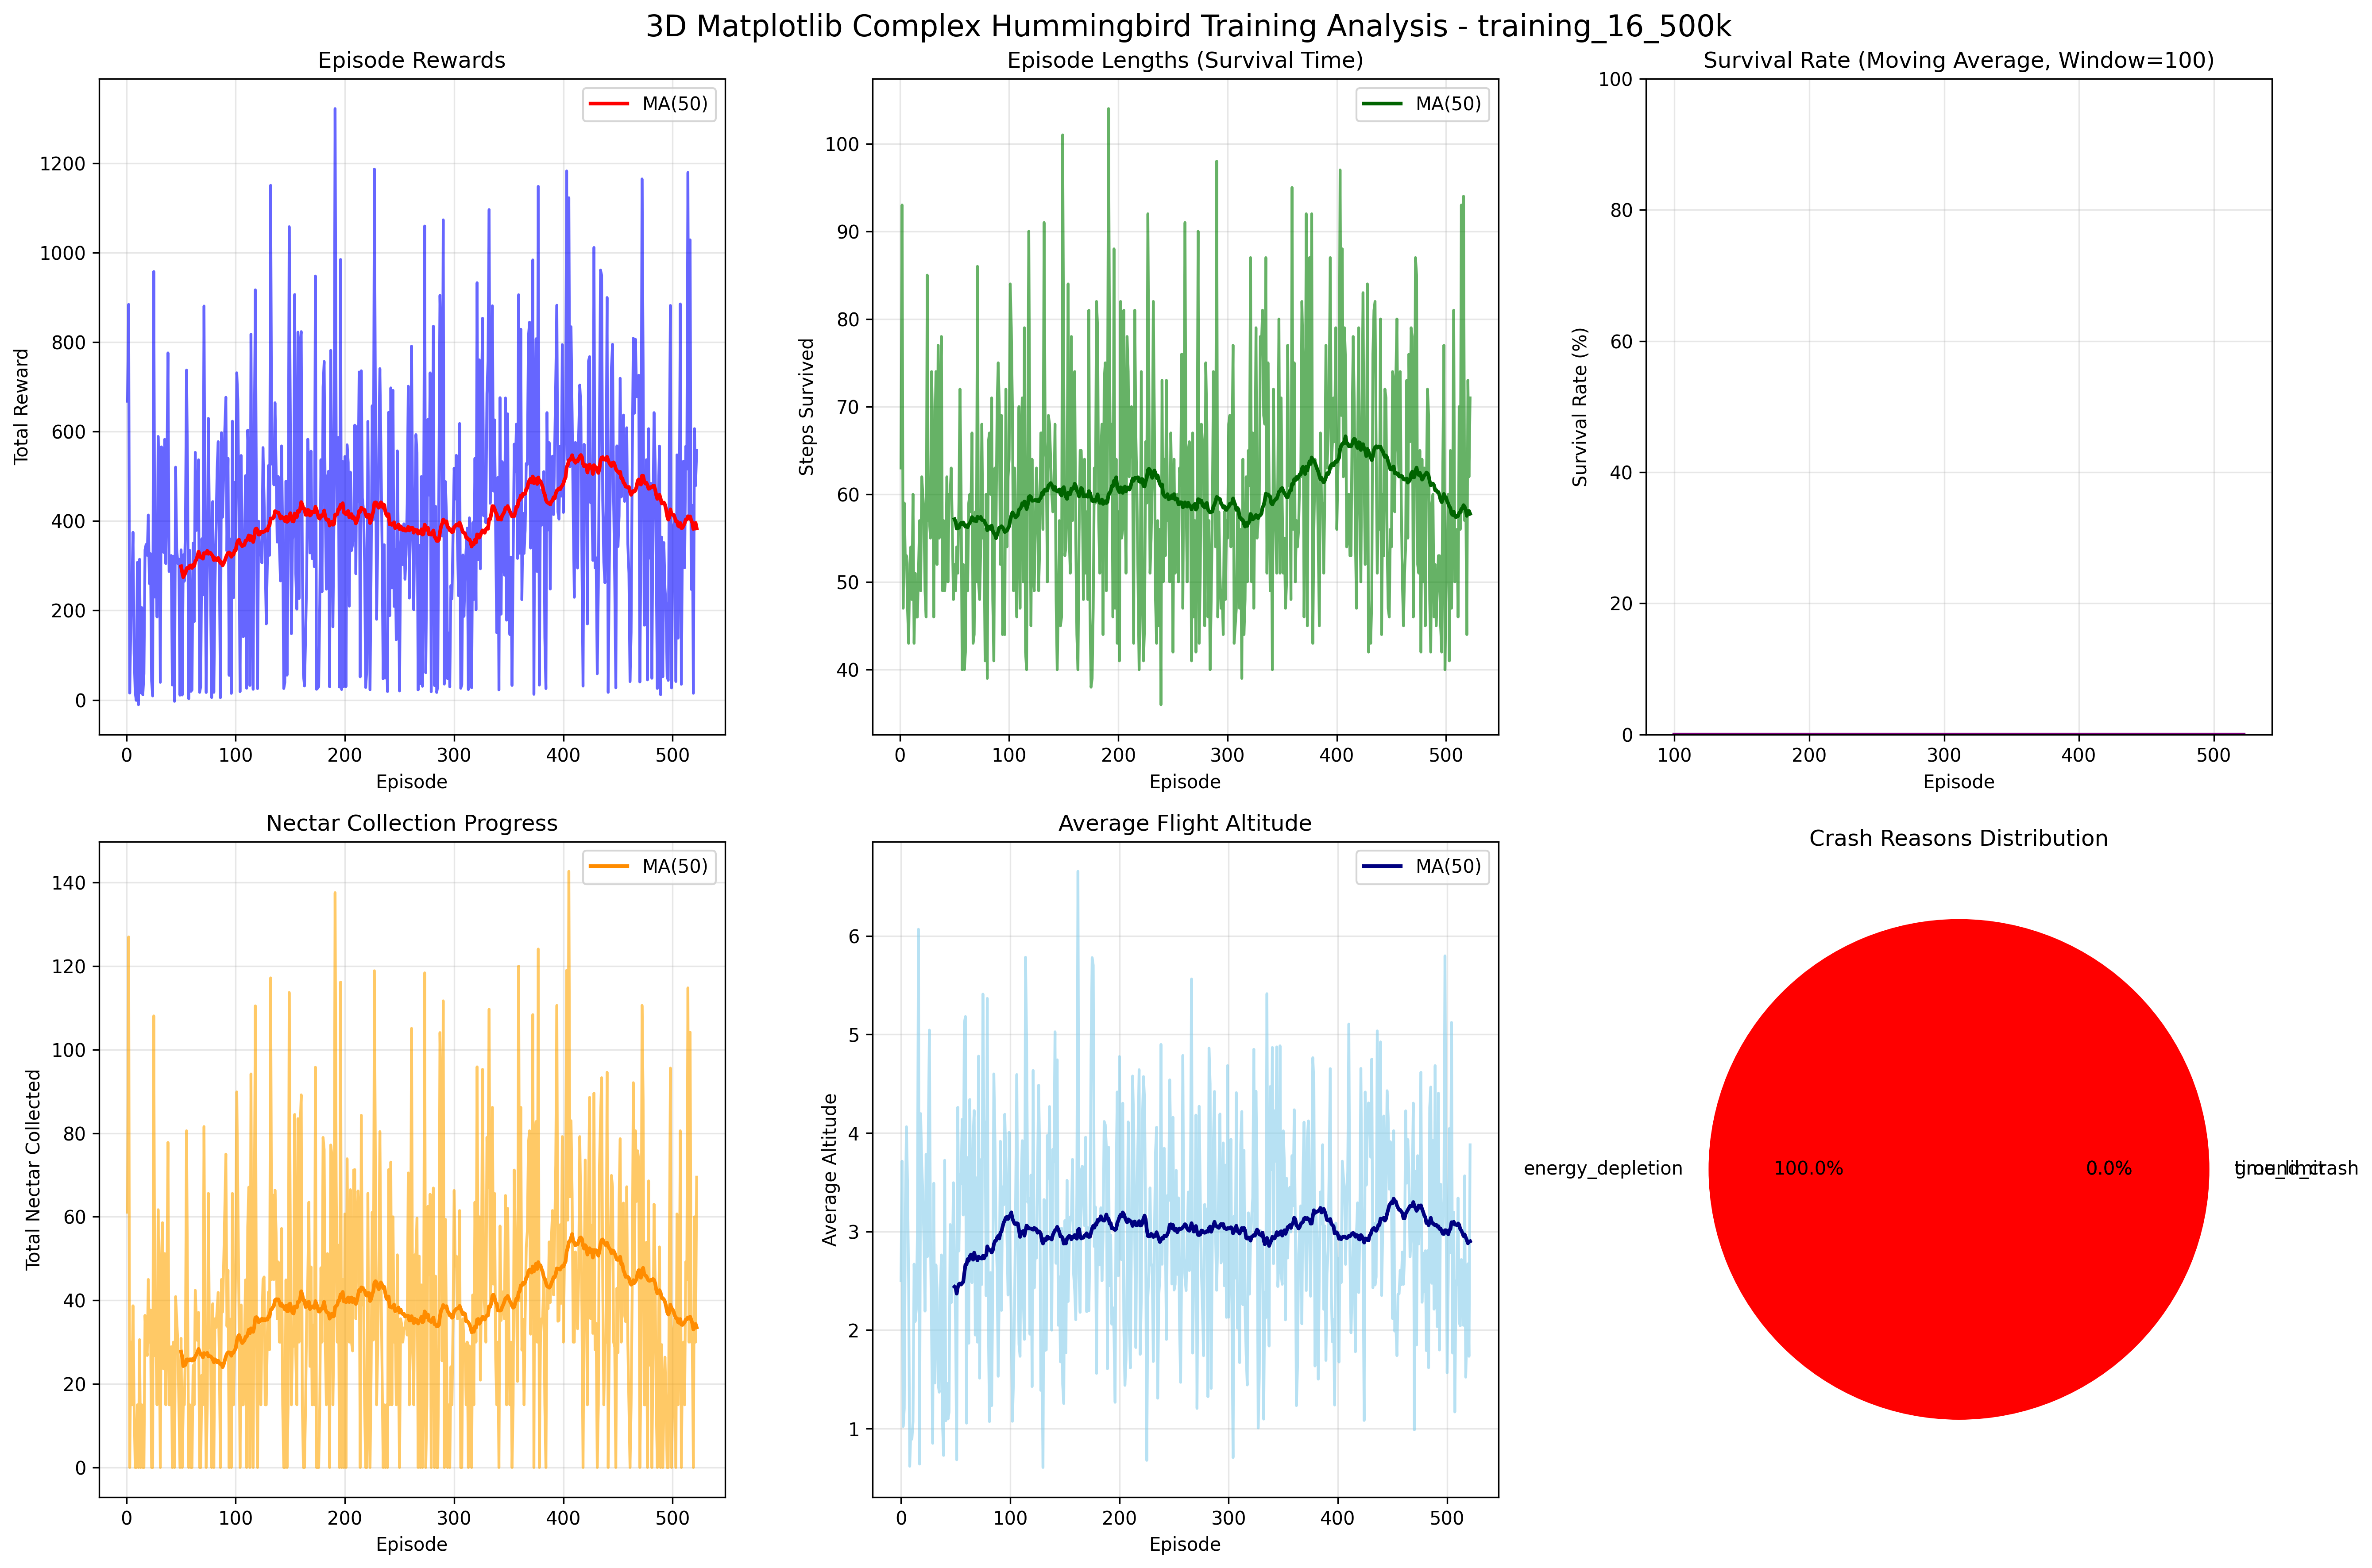 3D Matplotlib Complex Hummingbird Training Analysis - training_16_500k
Episode Rewards
MA(50)
Total Reward
0
200
400
600
800
1000
1200
0 100 200 300 400 500
Episode
Episode Lengths (Survival Time)
MA(50)
Steps Survived
100
90
80
70
60
50
40
0 100 200 300 400 500
Episode
Survival Rate (Moving Average, Window=100)
Survival Rate (%)
100
80
60
40
20
0
100 200 300 400 500
Episode
Nectar Collection Progress
MA(50)
Total Nectar Collected
140
120
100
80
60
40
20
0
0 100 200 300 400 500
Episode
Average Flight Altitude
MA(50)
Average Altitude
6
5
4
3
2
1
0 100 200 300 400 500
Episode
Crash Reasons Distribution
energy_depletion
100.0%
0.0%
time_limit
ground_crash